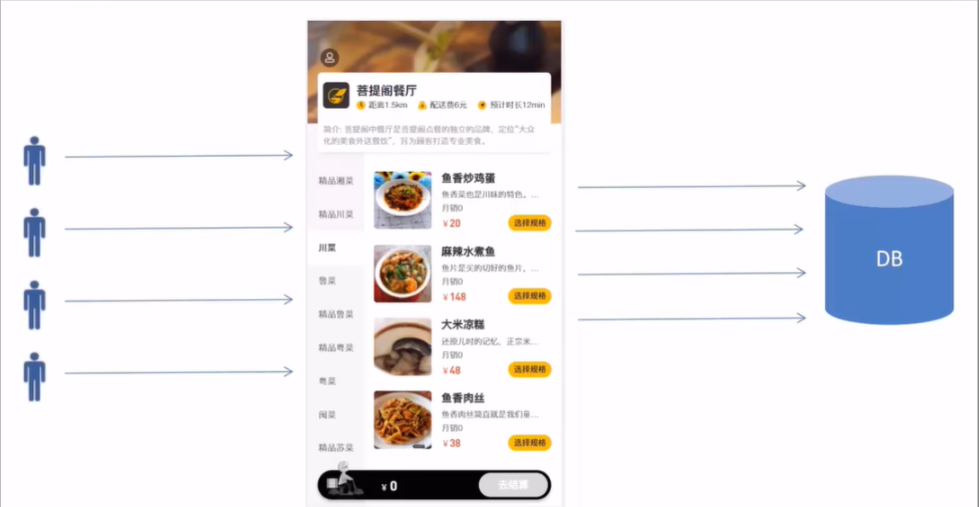 菩提阁餐厅
距离1.5km 配送费6元 预计时长12min
简介: 菩提阁中餐厅是菩提阁点餐的独立的品牌，定位“大众
化的美食外送餐饮”，旨为顾客打造专业美食。
精品湘菜
精品川菜
川菜
鲁菜
精品鲁菜
精品粤菜
粤菜
闽菜
精品苏菜
鱼香炒鸡蛋
鱼香菜也是川味的特色。...
月销0
￥20 选择规格
麻辣水煮鱼
鱼片是买的切好的鱼片，...
月销0
￥148 选择规格
大米凉糕
还原儿时的记忆，正宗米...
月销0
￥48 选择规格
鱼香肉丝
鱼香肉丝简直就是我们童...
月销0
￥38 选择规格
￥0 去结算
DB